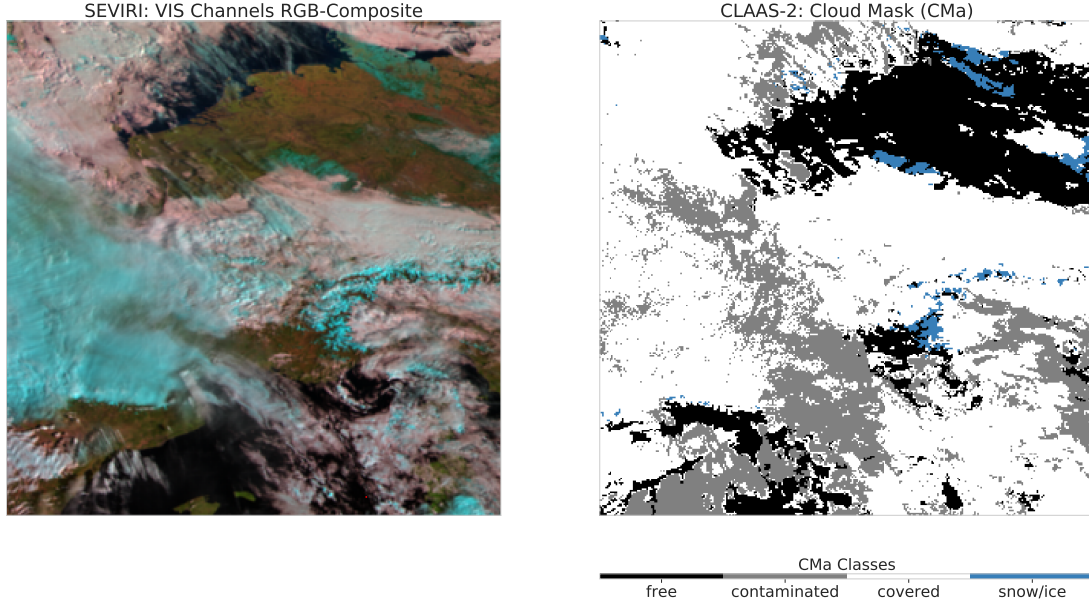 SEVIRI: VIS Channels RGB-Composite
CLAAS-2: Cloud Mask (CMa)
CMa Classes
free contaminated covered snow/ice